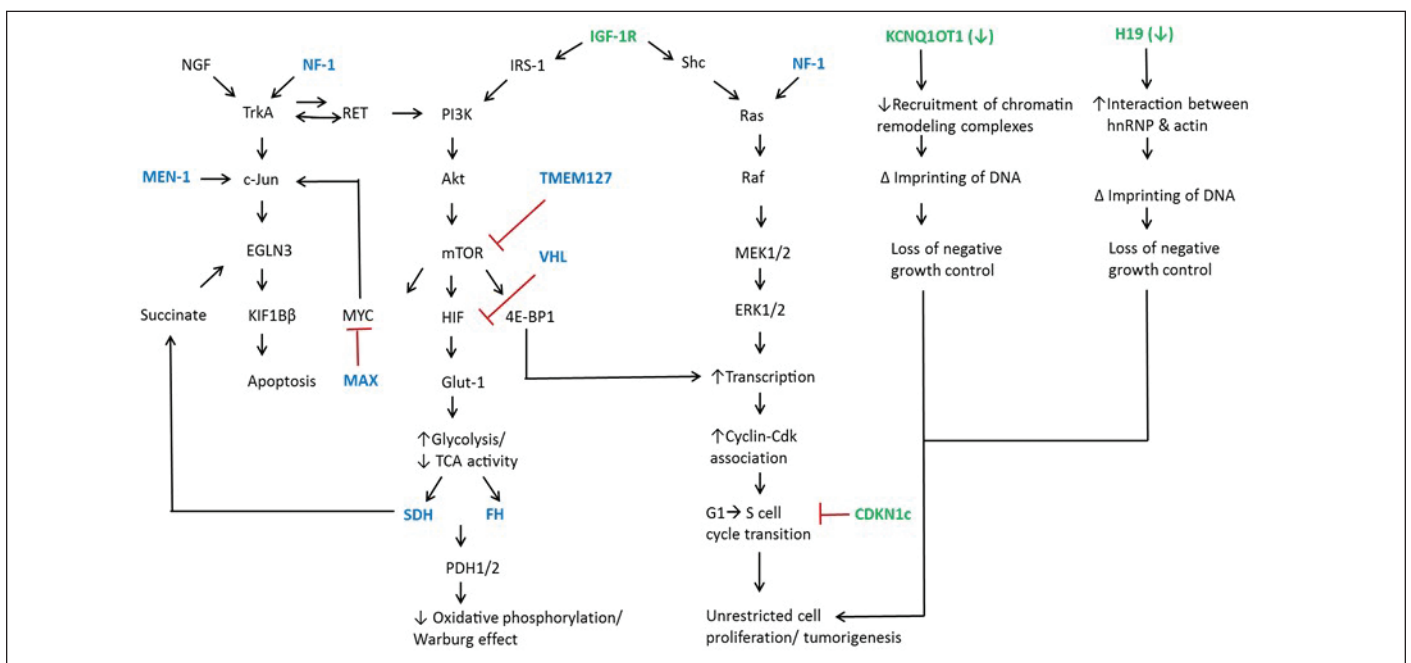 IGF-1R
KCNQ1OT1 (↓)
H19 (↓)
NGF
NF-1
IRS-1
Shc
NF-1
TrkA
RET
PI3K
Ras
↓Recruitment of chromatin
remodeling complexes
↑Interaction between
hnRNP & actin
MEN-1
c-Jun
Akt
TMEM127
Raf
Δ Imprinting of DNA
Δ Imprinting of DNA
EGLN3
mTOR
VHL
MEK1/2
Loss of negative
growth control
Loss of negative
growth control
Succinate
KIF1Bβ
MYC
HIF
4E-BP1
ERK1/2
Apoptosis
MAX
Glut-1
↑Transcription
↑Glycolysis/
↓ TCA activity
↑Cyclin-Cdk
association
SDH
FH
G1→ S cell
cycle transition
CDKN1c
PDH1/2
↓ Oxidative phosphorylation/
Warburg effect
Unrestricted cell
proliferation/ tumorigenesis